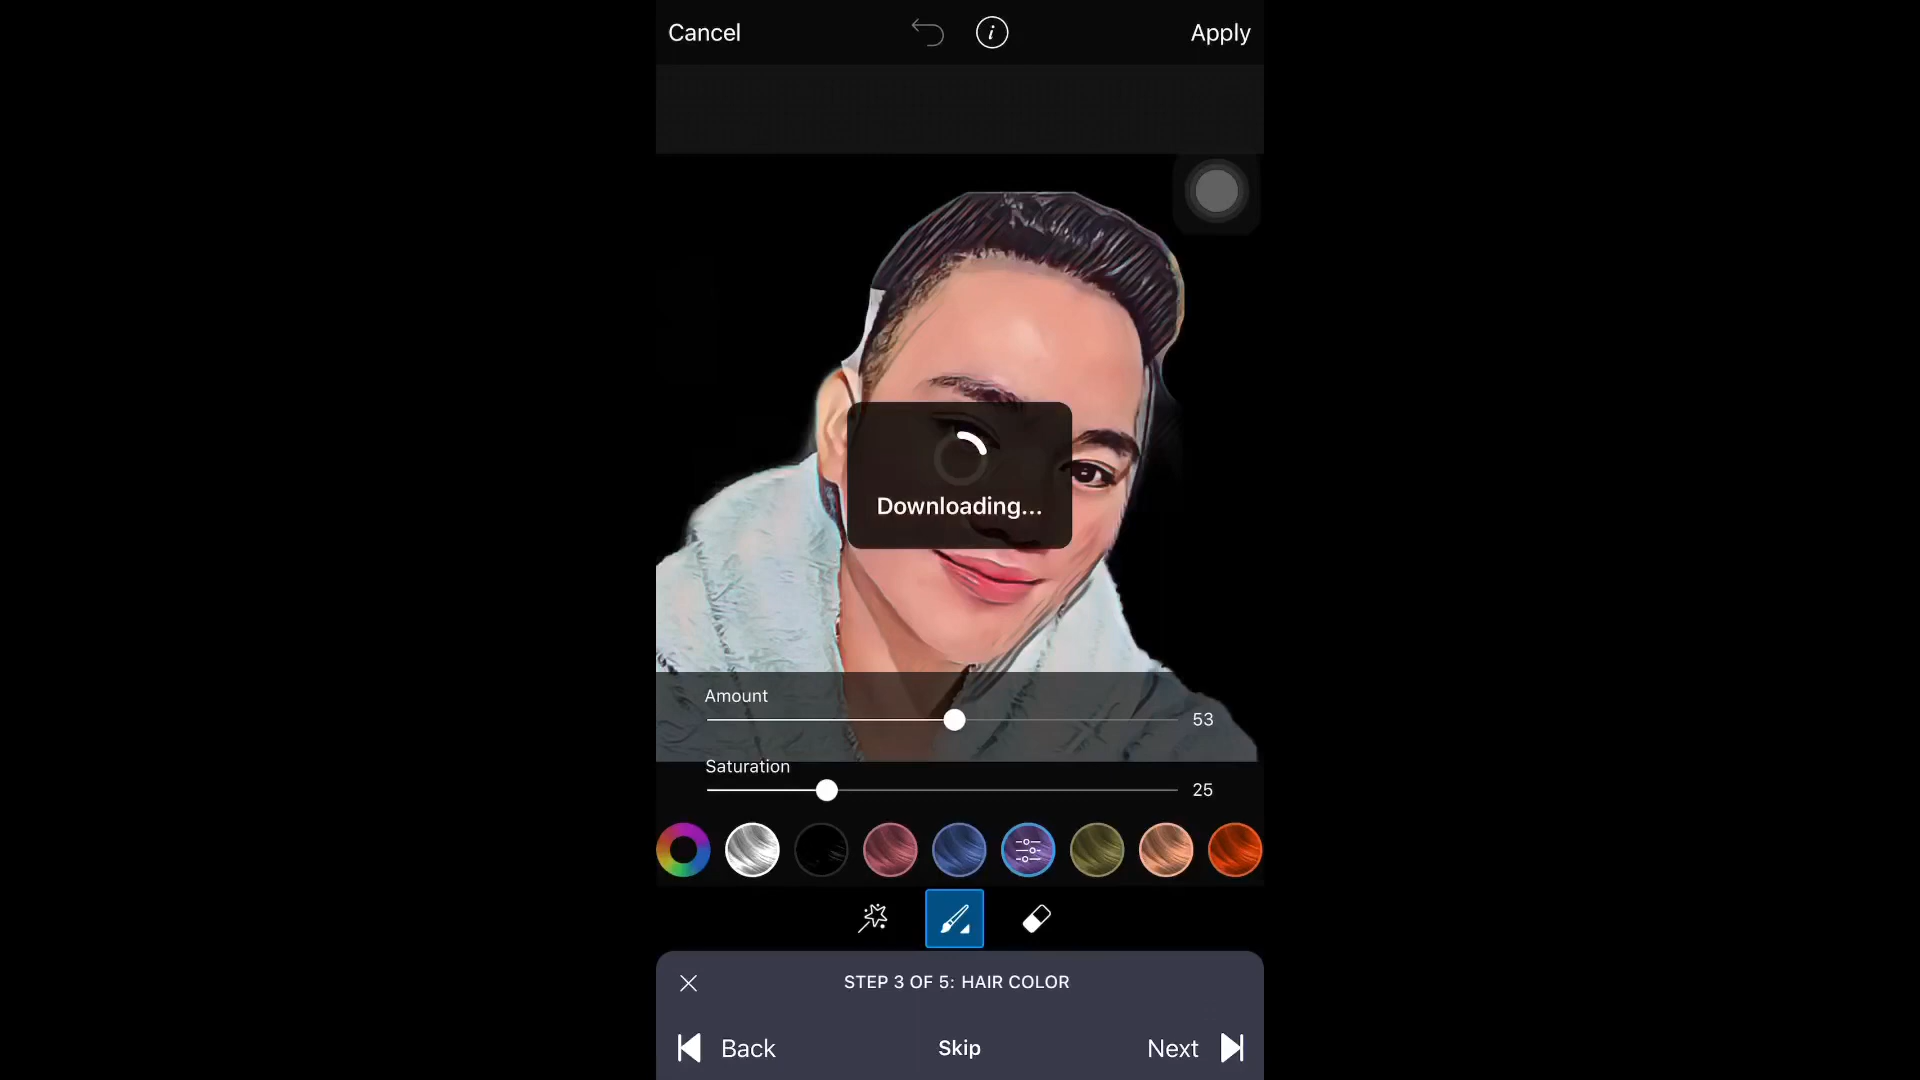 Cancel
Apply
Downloading...
Amount
53
Saturation
25
STEP 3 OF 5: HAIR COLOR
Back
Skip
Next